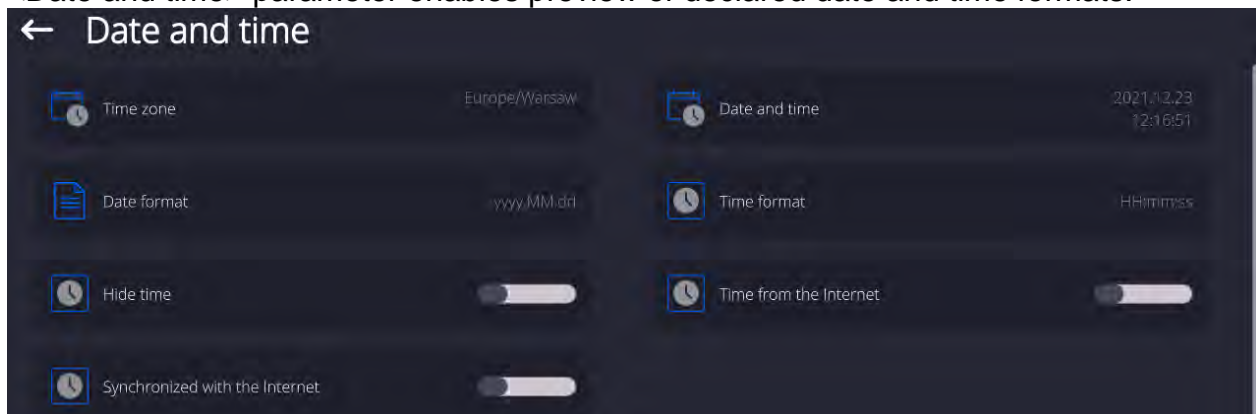 <Date and time> parameter enables preview of declared date and time formats.
Date and time
Time zone
Europe/Warsaw
Date and time
2021.12.23
12:16:51
Date format
yyyy.MM.dd
Time format
HH:mm:ss
Hide time
Time from the Internet
Synchronized with the Internet